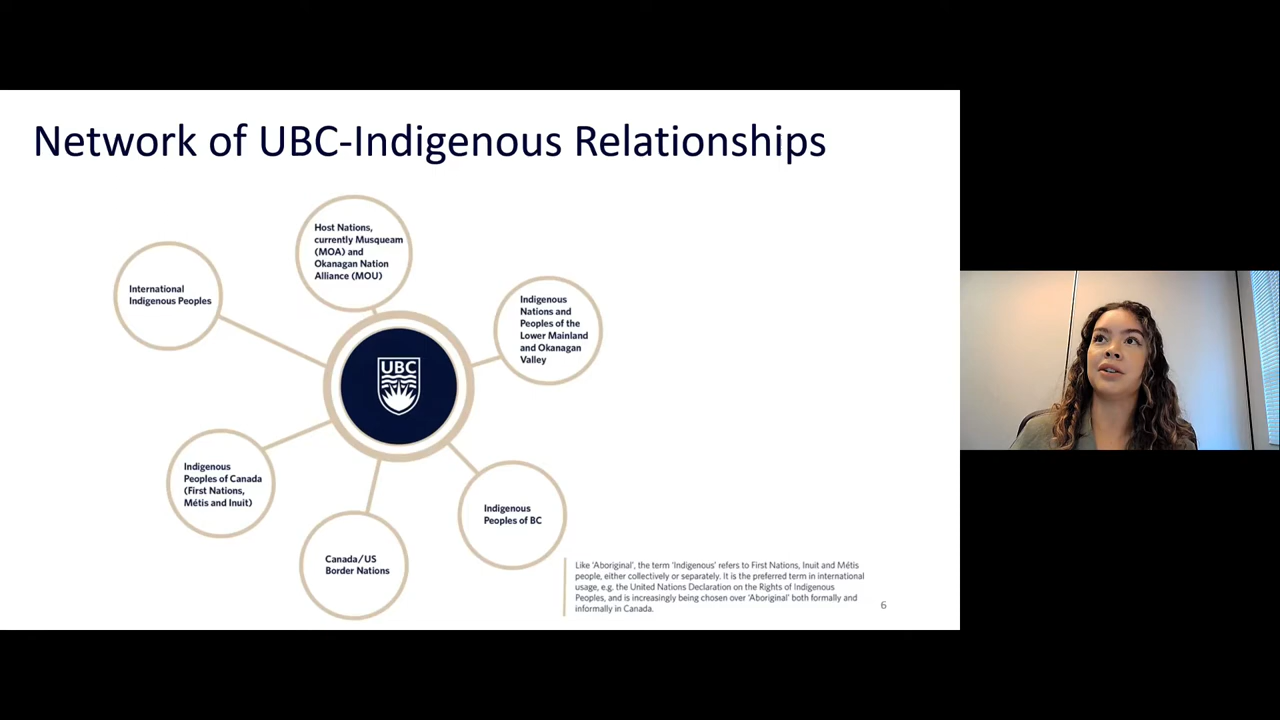 Network of UBC-Indigenous Relationships
Host Nations,
currently Musqueam
(MOA) and
Okanagan Nation
Alliance (MOU)
International
Indigenous Peoples
Indigenous
Nations and
Peoples of the
Lower Mainland
and Okanagan
Valley
UBC
Indigenous
Peoples of Canada
(First Nations,
Métis and Inuit)
Indigenous
Peoples of BC
Canada/US
Border Nations
Like 'Aboriginal', the term 'Indigenous' refers to First Nations, Inuit and Métis
people, either collectively or separately. It is the preferred term in international
usage, e.g. the United Nations Declaration on the Rights of Indigenous
Peoples, and is increasingly being chosen over 'Aboriginal' both formally and
informally in Canada.
6